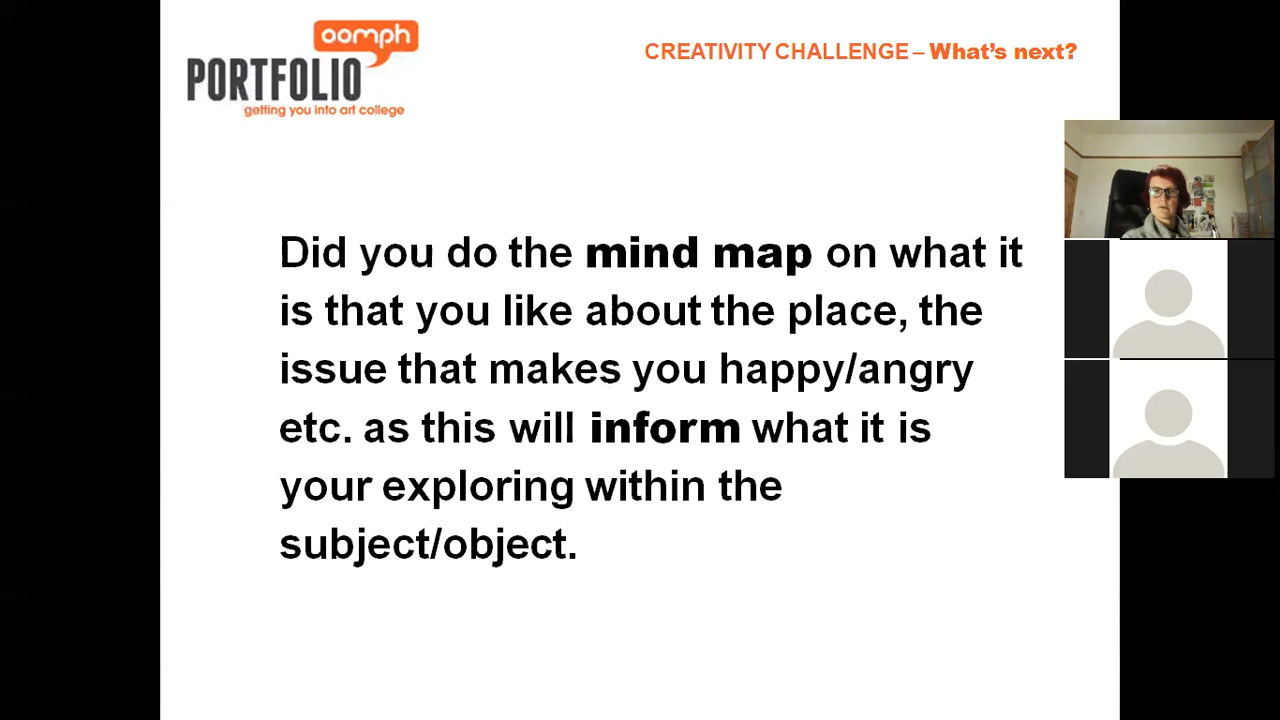 oomph
PORTFOLIO
getting you into art college
CREATIVITY CHALLENGE – What's next?
Did you do the mind map on what it
is that you like about the place, the
issue that makes you happy/angry
etc. as this will inform what it is
your exploring within the
subject/object.